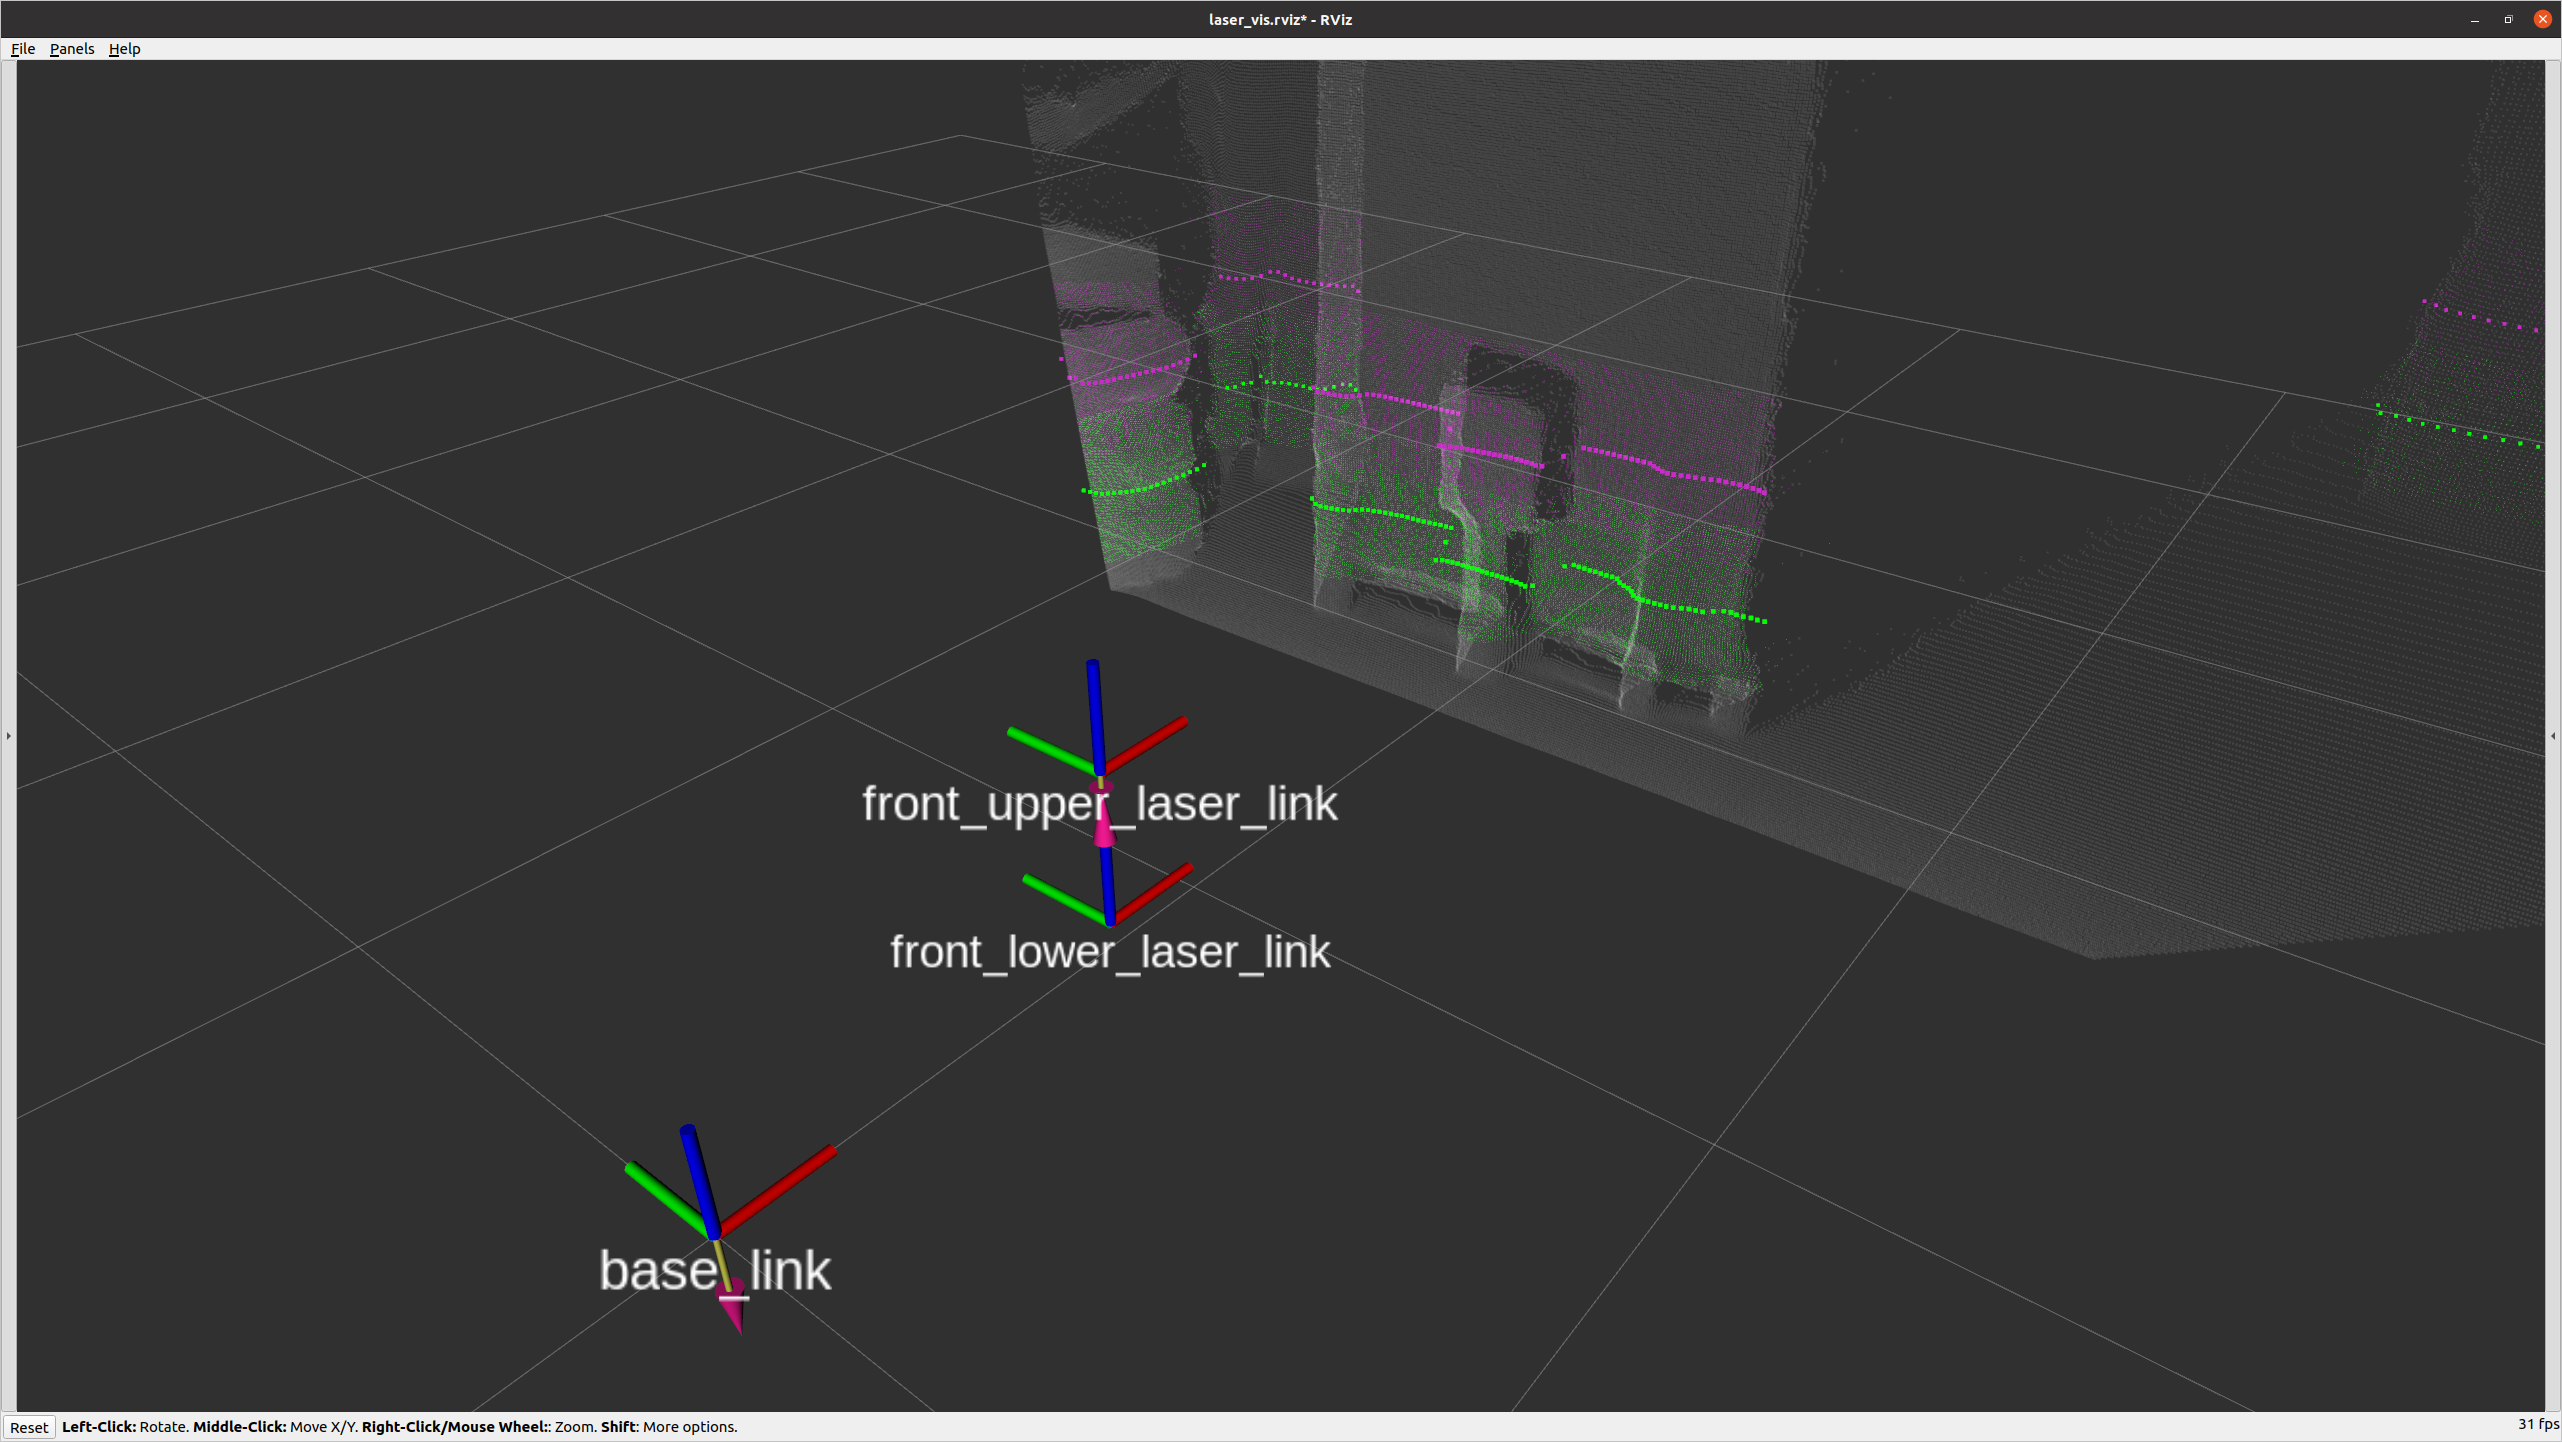 laser_vis.rviz* - RViz
File Panels Help
front_upper_laser_link
front_lower_laser_link
base_link
Reset Left-Click: Rotate. Middle-Click: Move X/Y. Right-Click/Mouse Wheel:: Zoom. Shift: More options.
31 fps